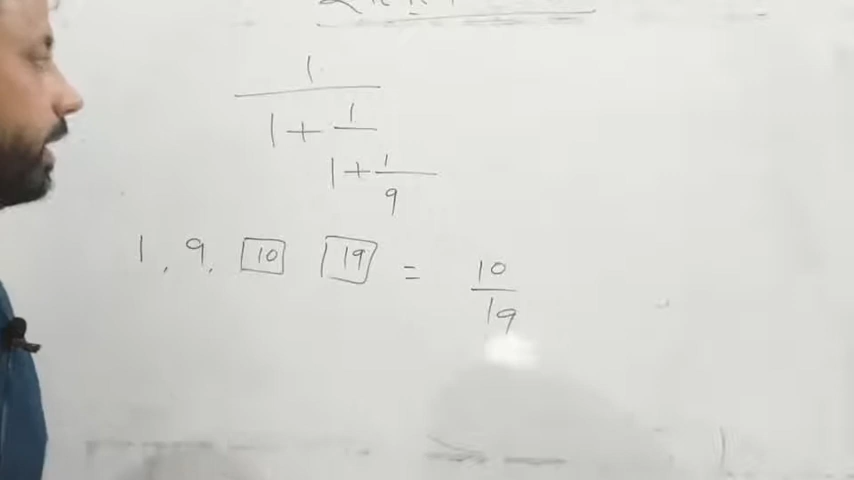 1
1 + 1
1 + 1
9
1, 9, 10 19 = 10
19